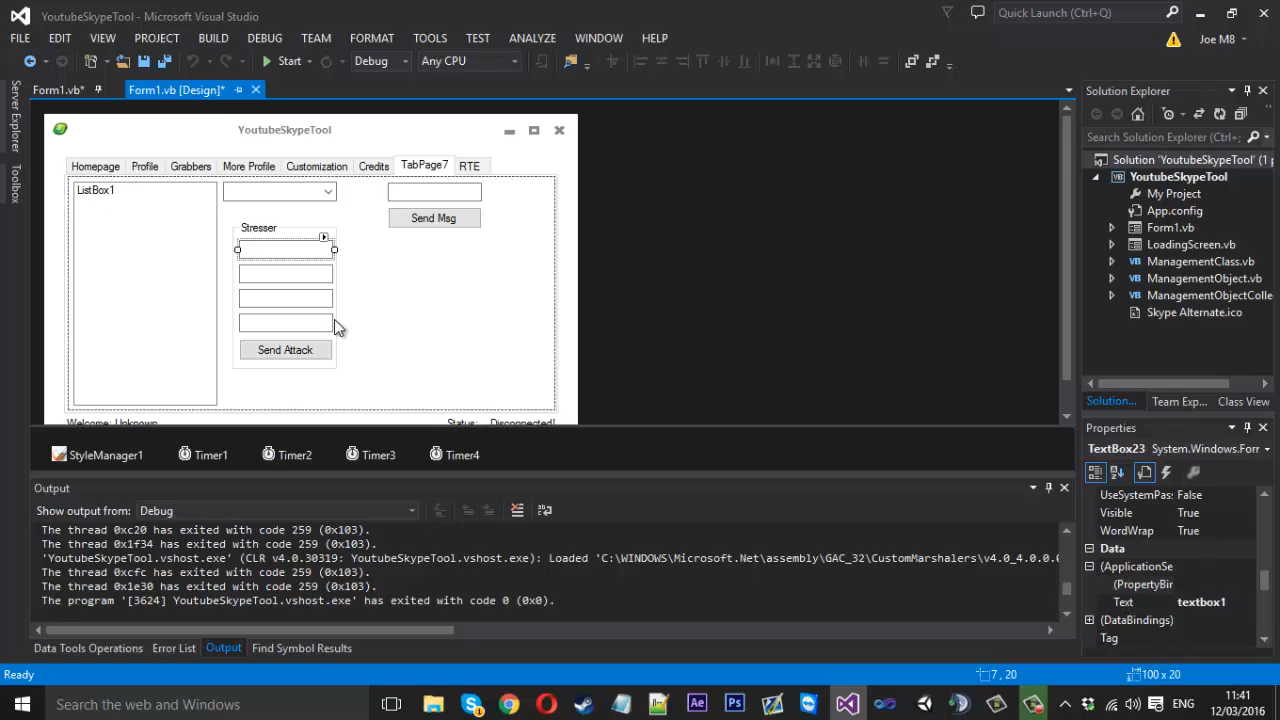 YoutubeSkypeTool - Microsoft Visual Studio
Quick Launch (Ctrl+Q)
FILE EDIT VIEW PROJECT BUILD DEBUG TEAM FORMAT TOOLS TEST ANALYZE WINDOW HELP
Joe M8
Start Debug Any CPU
Server Explorer
Toolbox
Form1.vb* Form1.vb [Design]*
YoutubeSkypeTool
Homepage Profile Grabbers More Profile Customization Credits TabPage7 RTE
ListBox1
Send Msg
Stresser
Send Attack
Welcome: Unknown Status: Disconnected!
StyleManager1 Timer1 Timer2 Timer3 Timer4
Output
Show output from: Debug
The thread 0xc20 has exited with code 259 (0x103).
The thread 0x1f34 has exited with code 259 (0x103).
'YoutubeSkypeTool.vshost.exe' (CLR v4.0.30319: YoutubeSkypeTool.vshost.exe): Loaded 'C:\WINDOWS\Microsoft.Net\assembly\GAC_32\CustomMarshalers\v4.0_4.0.0.0
The thread 0xcfc has exited with code 259 (0x103).
The thread 0x1e30 has exited with code 259 (0x103).
The program '[3624] YoutubeSkypeTool.vshost.exe' has exited with code 0 (0x0).
Data Tools Operations Error List Output Find Symbol Results
Solution Explorer
Search Solution Explorer (Ctrl+
Solution 'YoutubeSkypeTool' (1 p
YoutubeSkypeTool
My Project
App.config
Form1.vb
LoadingScreen.vb
ManagementClass.vb
ManagementObject.vb
ManagementObjectColle
Skype Alternate.ico
Solution... Team Exp... Class View
Properties
TextBox23 System.Windows.Forr
UseSystemPas False
Visible True
WordWrap True
Data
(ApplicationSe
(PropertyBir
Text textbox1
(DataBindings)
Tag
Ready 7 , 20 100 x 20
Search the web and Windows
1
Ae
Ps
ENG
11:41
12/03/2016